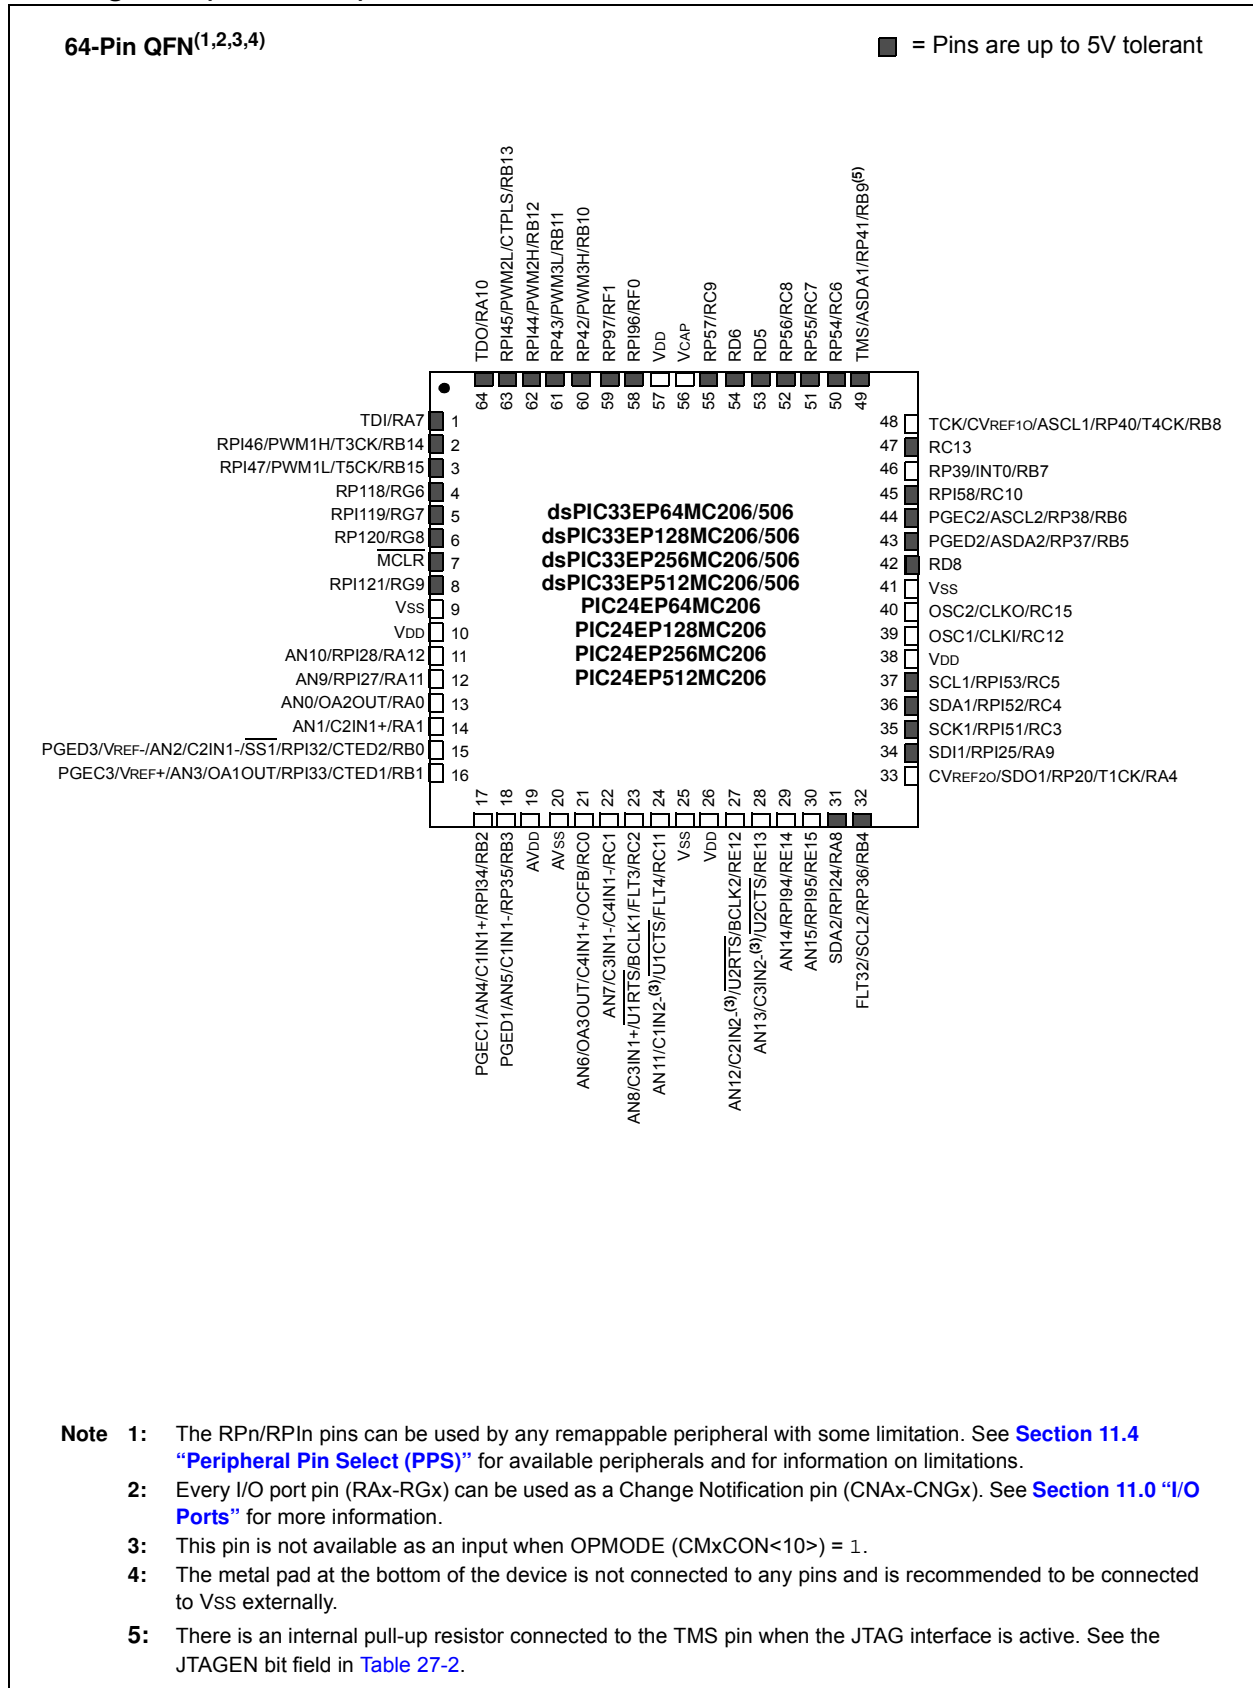 64-Pin QFN(1,2,3,4)
= Pins are up to 5V tolerant
TDO/RA10
RPI45/PWM2L/CTPLS/RB13
RPI44/PWM2H/RB12
RP43/PWM3L/RB11
RP42/PWM3H/RB10
RP97/RF1
RPI96/RF0
VDD
VCAP
RP57/RC9
RD6
RD5
RP56/RC8
RP55/RC7
RP54/RC6
TMS/ASDA1/RP41/RB9(5)
64 63 62 61 60 59 58 57 56 55 54 53 52 51 50 49
TDI/RA7 1
RPI46/PWM1H/T3CK/RB14 2
RPI47/PWM1L/T5CK/RB15 3
RP118/RG6 4
RPI119/RG7 5
RP120/RG8 6
MCLR 7
RPI121/RG9 8
VSS 9
VDD 10
AN10/RPI28/RA12 11
AN9/RPI27/RA11 12
AN0/OA2OUT/RA0 13
AN1/C2IN1+/RA1 14
PGED3/VREF-/AN2/C2IN1-/SS1/RPI32/CTED2/RB0 15
PGEC3/VREF+/AN3/OA1OUT/RPI33/CTED1/RB1 16
dsPIC33EP64MC206/506
dsPIC33EP128MC206/506
dsPIC33EP256MC206/506
dsPIC33EP512MC206/506
PIC24EP64MC206
PIC24EP128MC206
PIC24EP256MC206
PIC24EP512MC206
48 TCK/CVREF1O/ASCL1/RP40/T4CK/RB8
47 RC13
46 RP39/INT0/RB7
45 RPI58/RC10
44 PGEC2/ASCL2/RP38/RB6
43 PGED2/ASDA2/RP37/RB5
42 RD8
41 VSS
40 OSC2/CLKO/RC15
39 OSC1/CLKI/RC12
38 VDD
37 SCL1/RPI53/RC5
36 SDA1/RPI52/RC4
35 SCK1/RPI51/RC3
34 SDI1/RPI25/RA9
33 CVREF2O/SDO1/RP20/T1CK/RA4
17 18 19 20 21 22 23 24 25 26 27 28 29 30 31 32
PGEC1/AN4/C1IN1+/RPI34/RB2
PGED1/AN5/C1IN1-/RP35/RB3
AVDD
AVSS
AN6/OA3OUT/C4IN1+/OCFB/RC0
AN7/C3IN1-/C4IN1-/RC1
AN8/C3IN1+/U1RTS/BCLK1/FLT3/RC2
AN11/C1IN2-(3)/U1CTS/FLT4/RC11
VSS
VDD
AN12/C2IN2-(3)/U2RTS/BCLK2/RE12
AN13/C3IN2-(3)/U2CTS/RE13
AN14/RPI94/RE14
AN15/RPI95/RE15
SDA2/RPI24/RA8
FLT32/SCL2/RP36/RB4
Note 1: The RPn/RPIn pins can be used by any remappable peripheral with some limitation. See Section 11.4
“Peripheral Pin Select (PPS)” for available peripherals and for information on limitations.
2: Every I/O port pin (RAx-RGx) can be used as a Change Notification pin (CNAx-CNGx). See Section 11.0 “I/O
Ports” for more information.
3: This pin is not available as an input when OPMODE (CMxCON<10>) = 1.
4: The metal pad at the bottom of the device is not connected to any pins and is recommended to be connected
to VSS externally.
5: There is an internal pull-up resistor connected to the TMS pin when the JTAG interface is active. See the
JTAGEN bit field in Table 27-2.